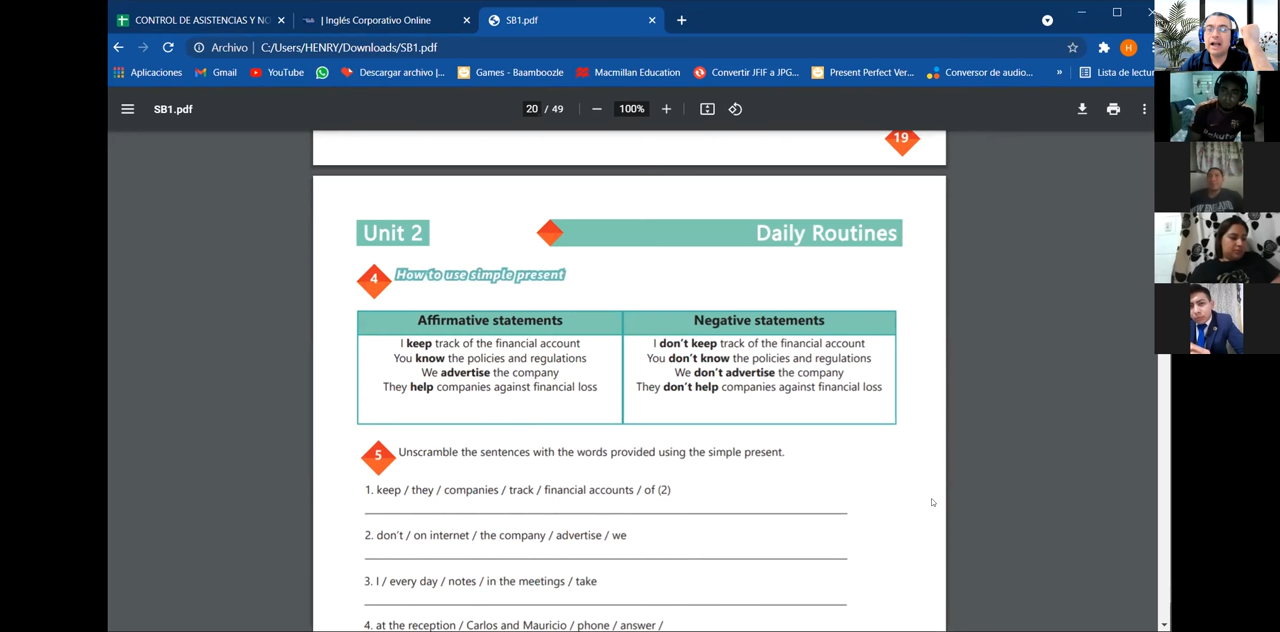 CONTROL DE ASISTENCIAS Y NO
| Inglés Corporativo Online
SB1.pdf
Archivo | C:/Users/HENRY/Downloads/SB1.pdf
H
Aplicaciones
Gmail
YouTube
Descargar archivo |...
Games - Baamboozle
Macmillan Education
Convertir JFIF a JPG...
Present Perfect Ver...
Conversor de audio...
»
Lista de lectur
SB1.pdf
20 / 49
100%
19
Unit 2
Daily Routines
4 How to use simple present
Affirmative statements
I keep track of the financial account
You know the policies and regulations
We advertise the company
They help companies against financial loss
Negative statements
I don't keep track of the financial account
You don't know the policies and regulations
We don't advertise the company
They don't help companies against financial loss
5 Unscramble the sentences with the words provided using the simple present.
1. keep / they / companies / track / financial accounts / of (2)
2. don't / on internet / the company / advertise / we
3. I / every day / notes / in the meetings / take
4. at the reception / Carlos and Mauricio / phone / answer /